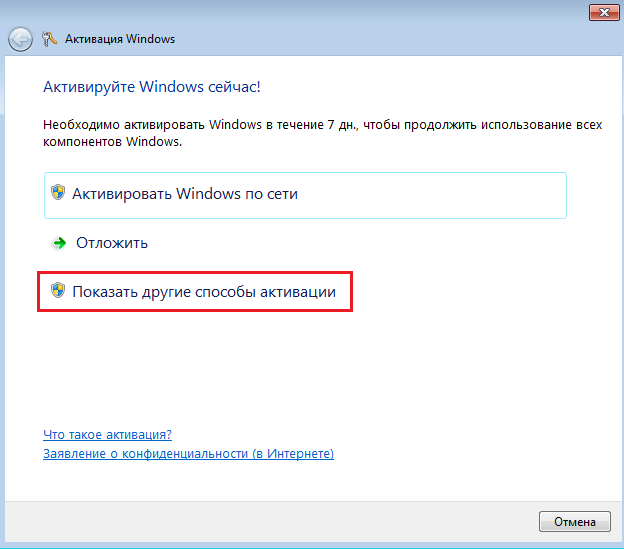 Активация Windows
Активируйте Windows сейчас!
Необходимо активировать Windows в течение 7 дн., чтобы продолжить использование всех
компонентов Windows.
Активировать Windows по сети
Отложить
Показать другие способы активации
Что такое активация?
Заявление о конфиденциальности (в Интернете)
Отмена